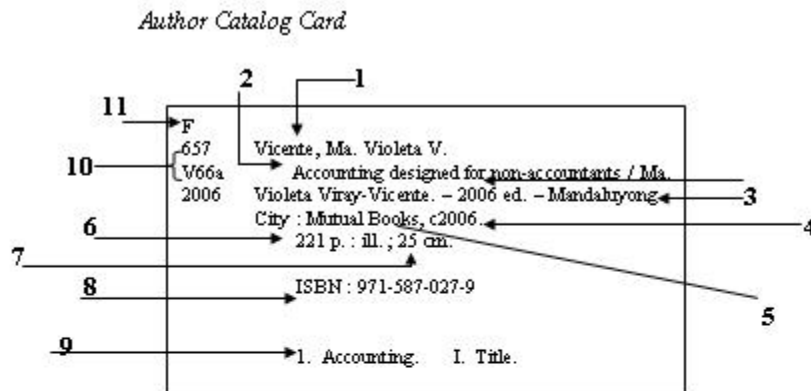 Author Catalog Card
2 1
11 F
657 Vicente, Ma. Violeta V.
10 V66a Accounting designed for non-accountants / Ma.
2006 Violeta Viray-Vicente. – 2006 ed. – Mandaluyong 3
City : Mutual Books, c2006. 4
6 221 p. : ill. ; 25 cm.
7
8 ISBN : 971-587-027-9
5
9 1. Accounting. I. Title.